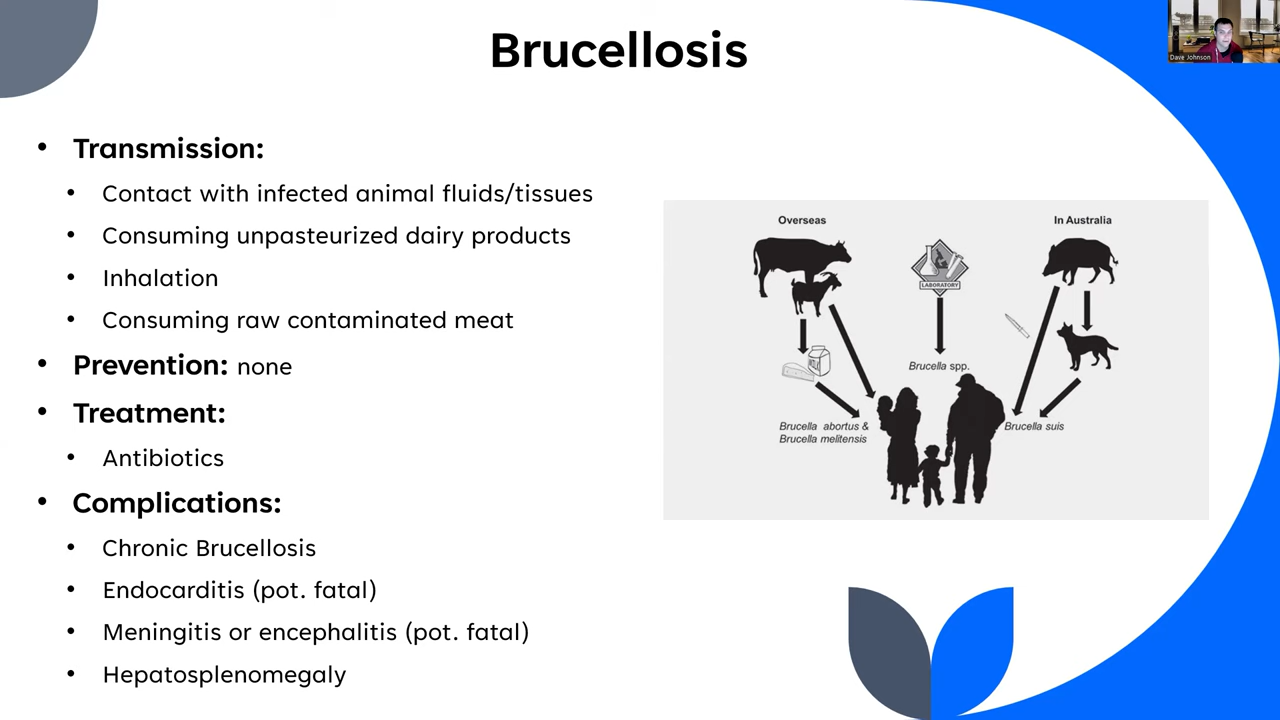 Brucellosis
Dave Johnson
• Transmission:
• Contact with infected animal fluids/tissues
• Consuming unpasteurized dairy products
• Inhalation
• Consuming raw contaminated meat
• Prevention: none
• Treatment:
• Antibiotics
• Complications:
• Chronic Brucellosis
• Endocarditis (pot. fatal)
• Meningitis or encephalitis (pot. fatal)
• Hepatosplenomegaly
Overseas
In Australia
LABORATORY
Brucella spp.
Brucella abortus &
Brucella melitensis
Brucella suis